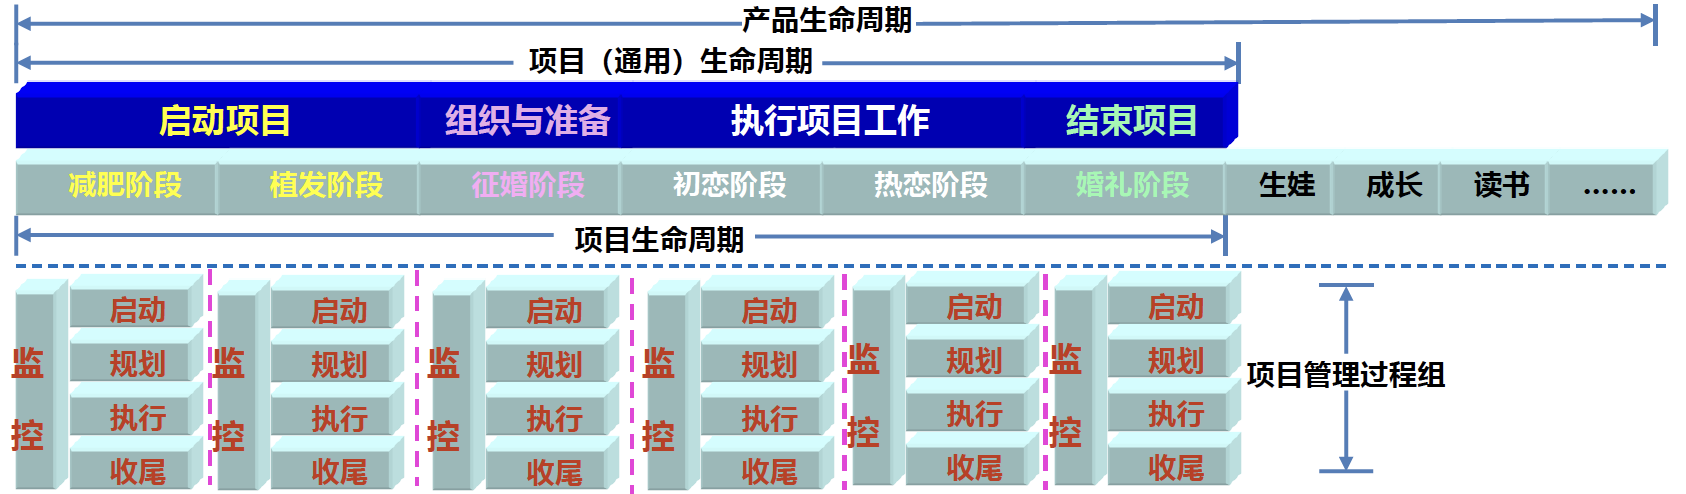 产品生命周期
项目（通用）生命周期
启动项目 组织与准备 执行项目工作 结束项目
减肥阶段 植发阶段 征婚阶段 初恋阶段 热恋阶段 婚礼阶段 生娃 成长 读书 ......
项目生命周期
监控 启动 规划 执行 收尾
监控 启动 规划 执行 收尾
监控 启动 规划 执行 收尾
监控 启动 规划 执行 收尾
监控 启动 规划 执行 收尾
监控 启动 规划 执行 收尾
项目管理过程组